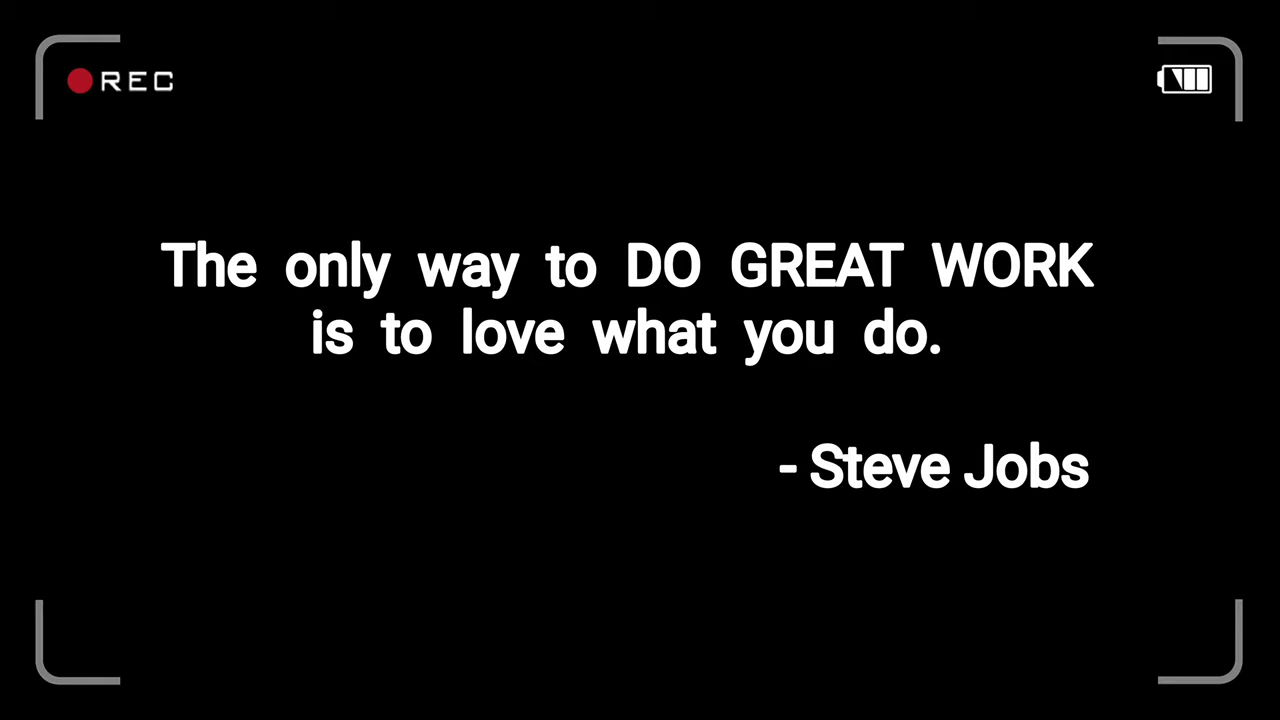 REC
The only way to DO GREAT WORK
is to love what you do.
- Steve Jobs